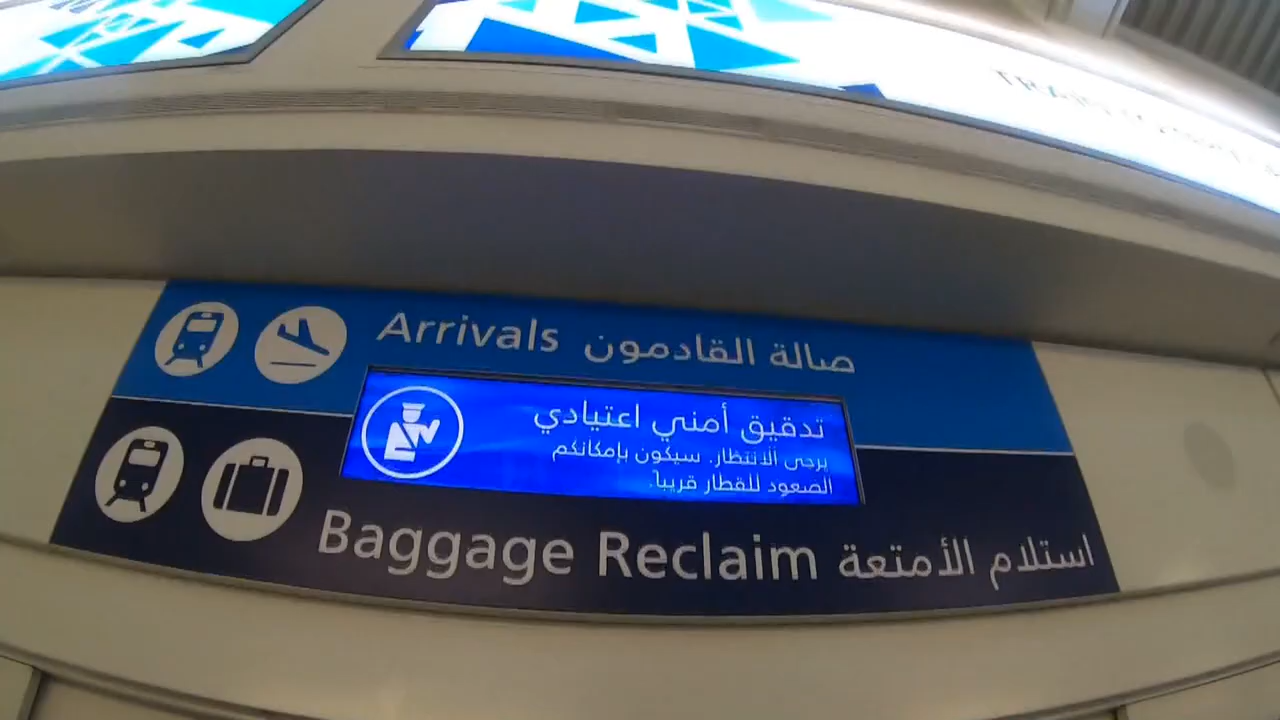 Arrivals صالة القادمون
تدقيق أمني اعتيادي
يرجى الانتظار. سيكون بإمكانكم
الصعود للقطار قريباً.
Baggage Reclaim استلام الأمتعة